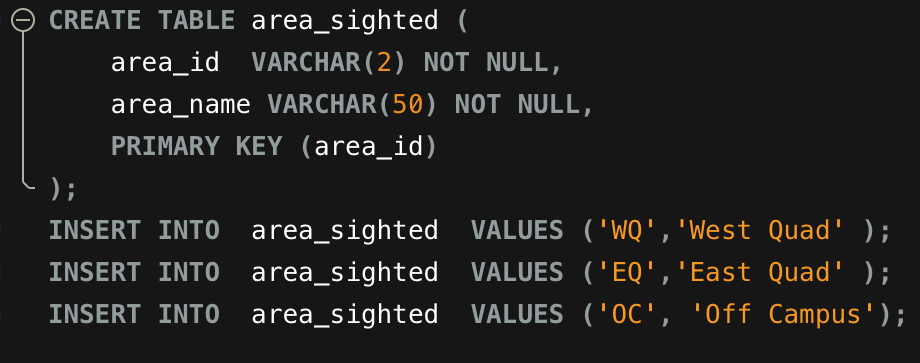 CREATE TABLE area_sighted (
area_id  VARCHAR(2) NOT NULL,
area_name VARCHAR(50) NOT NULL,
PRIMARY KEY (area_id)
);
INSERT INTO  area_sighted  VALUES ('WQ','West Quad' );
INSERT INTO  area_sighted  VALUES ('EQ','East Quad' );
INSERT INTO  area_sighted  VALUES ('OC', 'Off Campus');